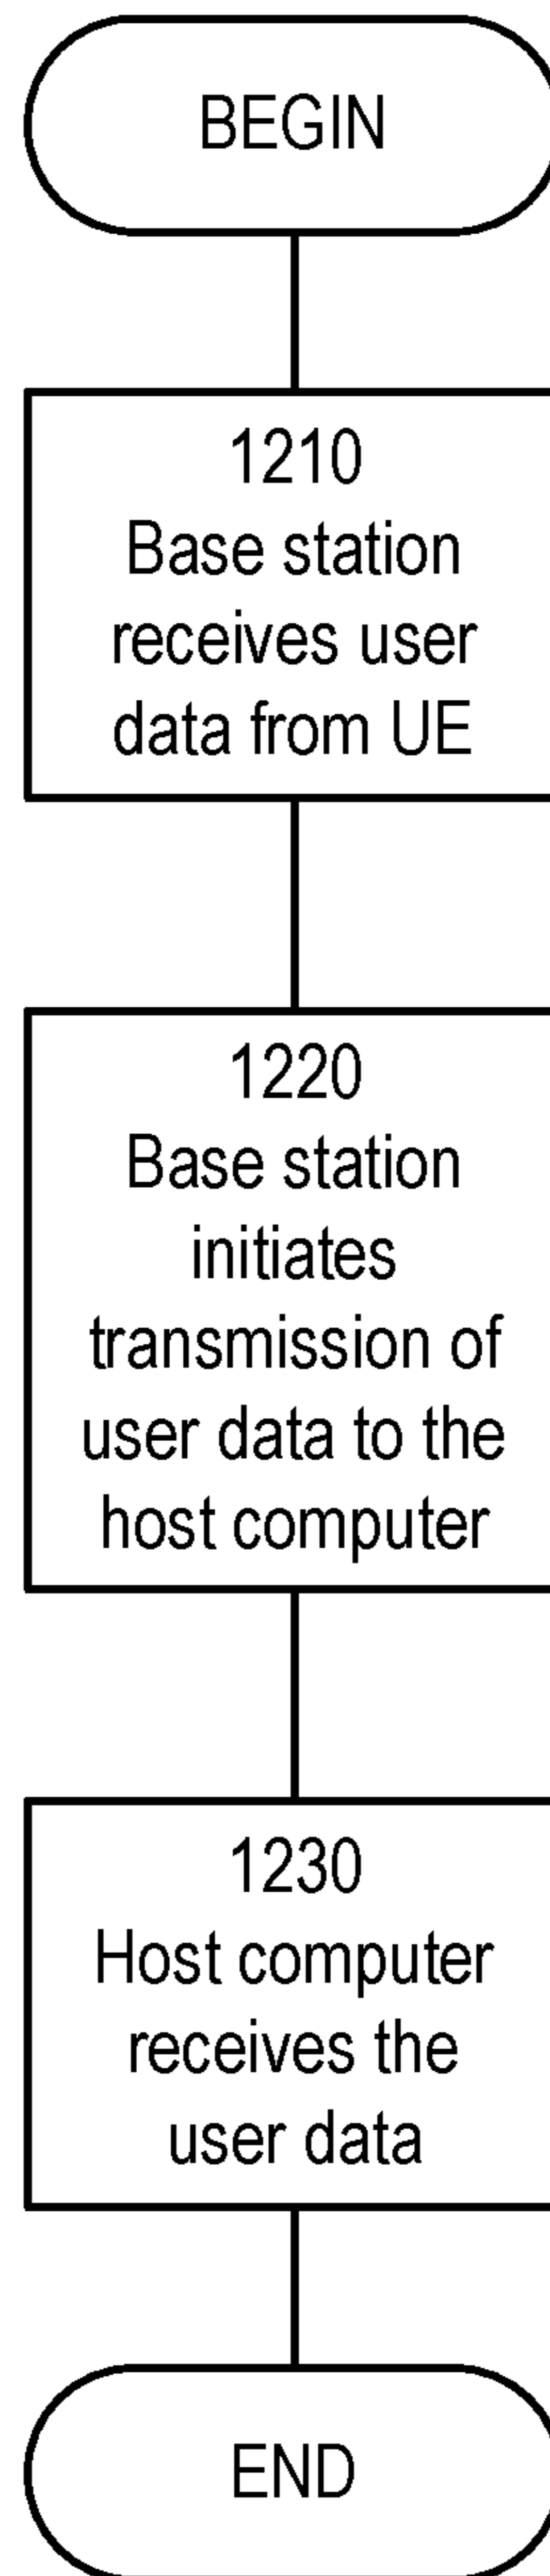 BEGIN
1210
Base station
receives user
data from UE
1220
Base station
initiates
transmission of
user data to the
host computer
1230
Host computer
receives the
user data
END